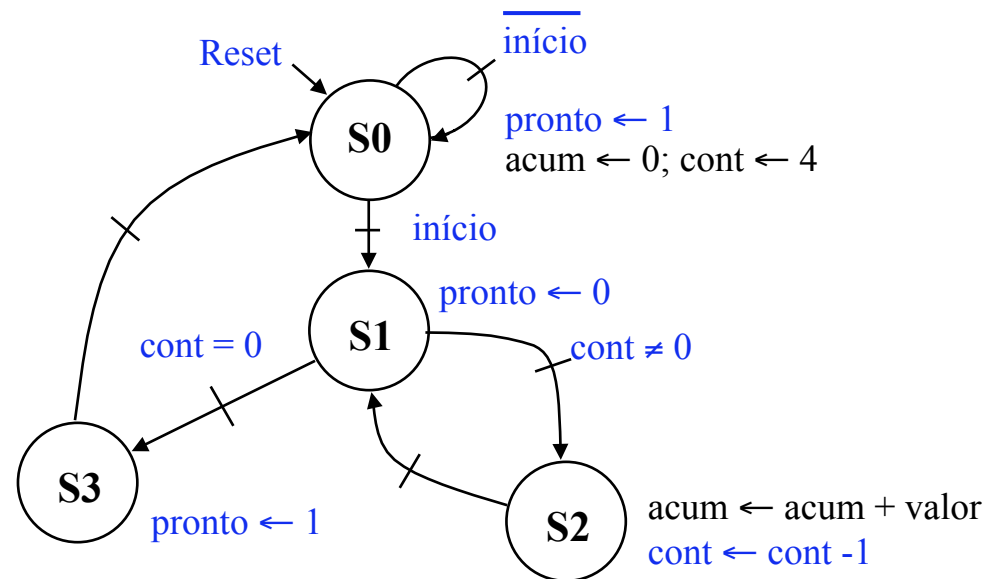 início
Reset
S0
pronto ← 1
acum ← 0; cont ← 4
início
pronto ← 0
S1
cont = 0
cont ≠ 0
S3
pronto ← 1
S2
acum ← acum + valor
cont ← cont -1